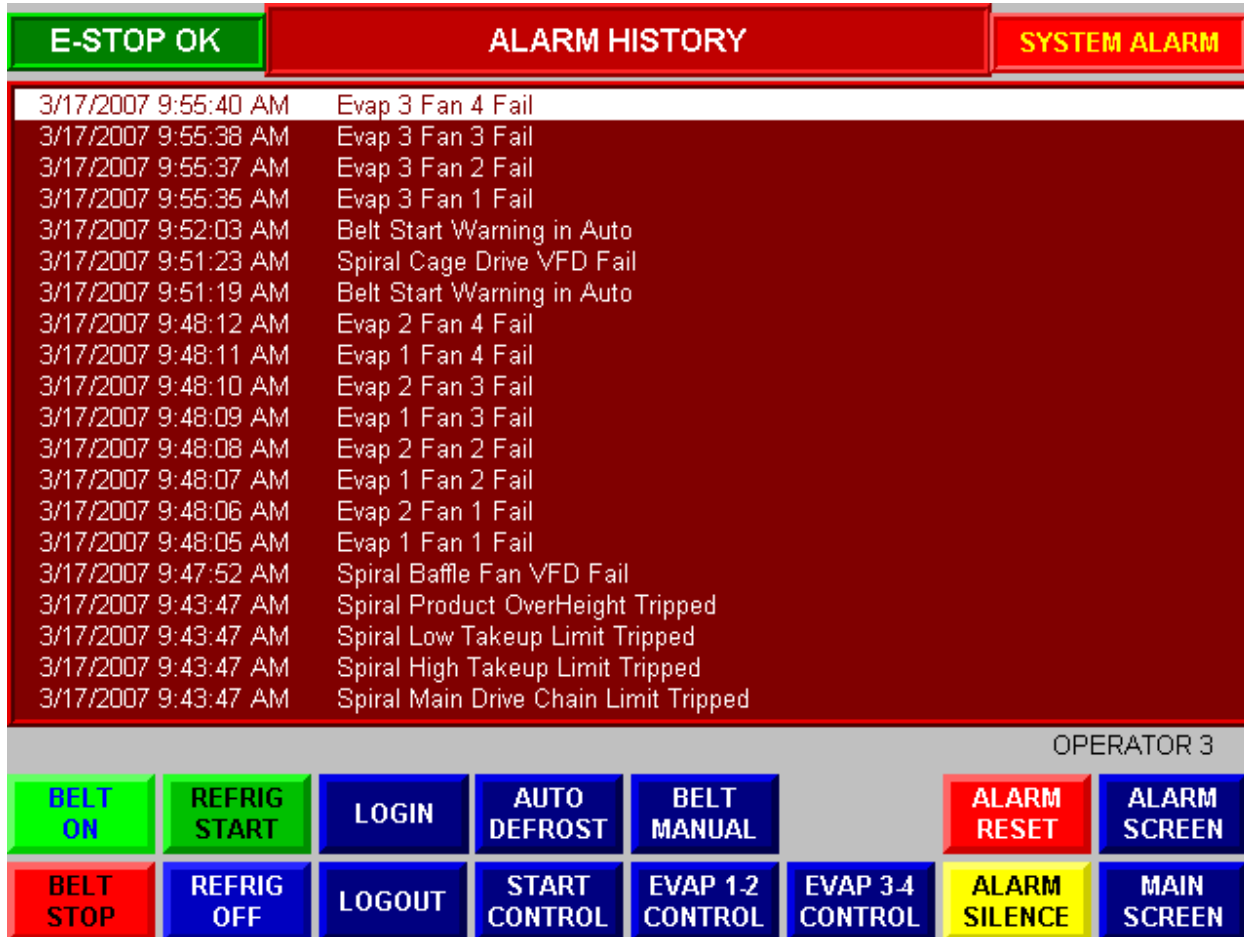 E-STOP OK
ALARM HISTORY
SYSTEM ALARM
3/17/2007 9:55:40 AM Evap 3 Fan 4 Fail
3/17/2007 9:55:38 AM Evap 3 Fan 3 Fail
3/17/2007 9:55:37 AM Evap 3 Fan 2 Fail
3/17/2007 9:55:35 AM Evap 3 Fan 1 Fail
3/17/2007 9:52:03 AM Belt Start Warning in Auto
3/17/2007 9:51:23 AM Spiral Cage Drive VFD Fail
3/17/2007 9:51:19 AM Belt Start Warning in Auto
3/17/2007 9:48:12 AM Evap 2 Fan 4 Fail
3/17/2007 9:48:11 AM Evap 1 Fan 4 Fail
3/17/2007 9:48:10 AM Evap 2 Fan 3 Fail
3/17/2007 9:48:09 AM Evap 1 Fan 3 Fail
3/17/2007 9:48:08 AM Evap 2 Fan 2 Fail
3/17/2007 9:48:07 AM Evap 1 Fan 2 Fail
3/17/2007 9:48:06 AM Evap 2 Fan 1 Fail
3/17/2007 9:48:05 AM Evap 1 Fan 1 Fail
3/17/2007 9:47:52 AM Spiral Baffle Fan VFD Fail
3/17/2007 9:43:47 AM Spiral Product OverHeight Tripped
3/17/2007 9:43:47 AM Spiral Low Takeup Limit Tripped
3/17/2007 9:43:47 AM Spiral High Takeup Limit Tripped
3/17/2007 9:43:47 AM Spiral Main Drive Chain Limit Tripped
OPERATOR 3
BELT
ON
REFRIG
START
LOGIN
AUTO
DEFROST
BELT
MANUAL
ALARM
RESET
ALARM
SCREEN
BELT
STOP
REFRIG
OFF
LOGOUT
START
CONTROL
EVAP 1-2
CONTROL
EVAP 3-4
CONTROL
ALARM
SILENCE
MAIN
SCREEN